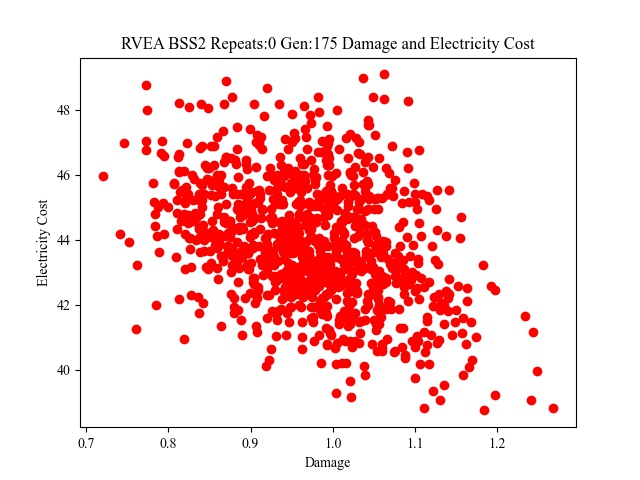 RVEA BSS2 Repeats:0 Gen:175 Damage and Electricity Cost
48
46
44
42
40
Electricity Cost
0.7 0.8 0.9 1.0 1.1 1.2
Damage